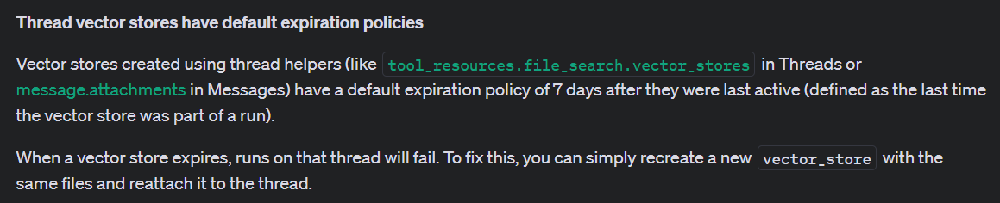 Thread vector stores have default expiration policies
Vector stores created using thread helpers (like tool_resources.file_search.vector_stores in Threads or
message.attachments in Messages) have a default expiration policy of 7 days after they were last active (defined as the last time
the vector store was part of a run).
When a vector store expires, runs on that thread will fail. To fix this, you can simply recreate a new vector_store with the
same files and reattach it to the thread.